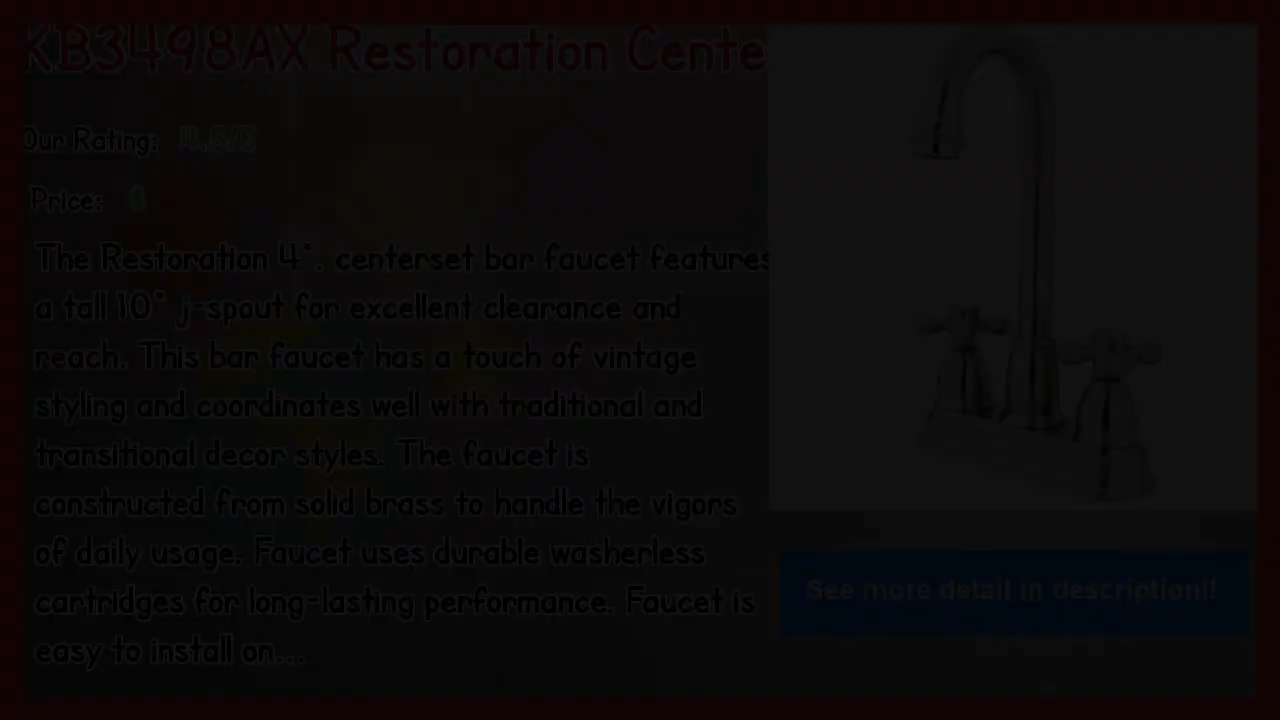 KB3498AX Restoration Cente
Our Rating: 4.5/5
Price: $
The Restoration 4". centerset bar faucet features
a tall 10" j-spout for excellent clearance and
reach. This bar faucet has a touch of vintage
styling and coordinates well with traditional and
transitional decor styles. The faucet is
constructed from solid brass to handle the vigors
of daily usage. Faucet uses durable washerless
cartridges for long-lasting performance. Faucet is
easy to install on...
See more detail in description!!